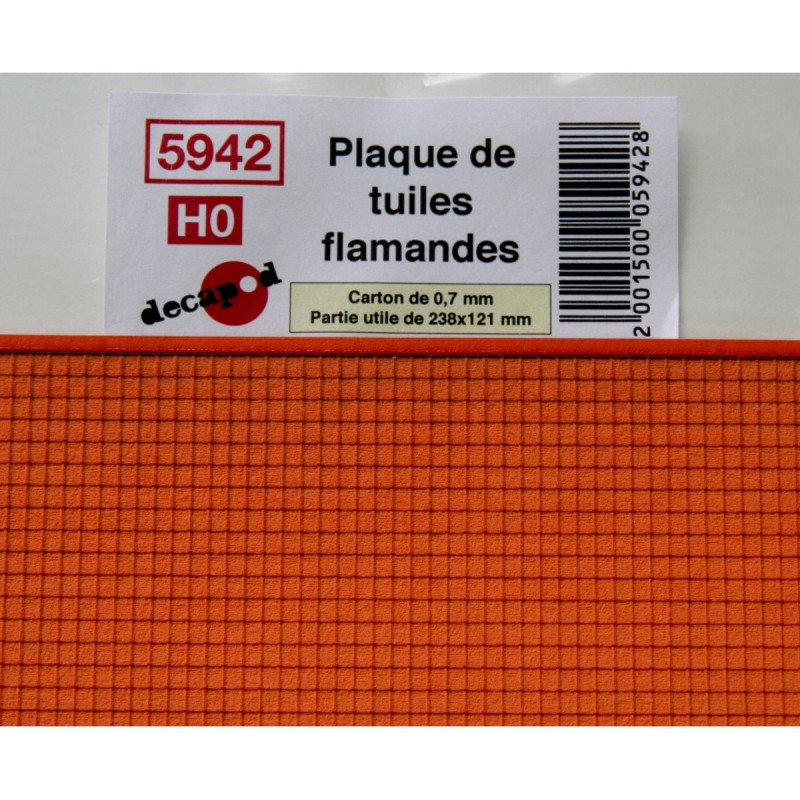 5942
H0
decapod
Plaque de
tuiles
flamandes
Carton de 0,7 mm
Partie utile de 238x121 mm
2 001500 059428